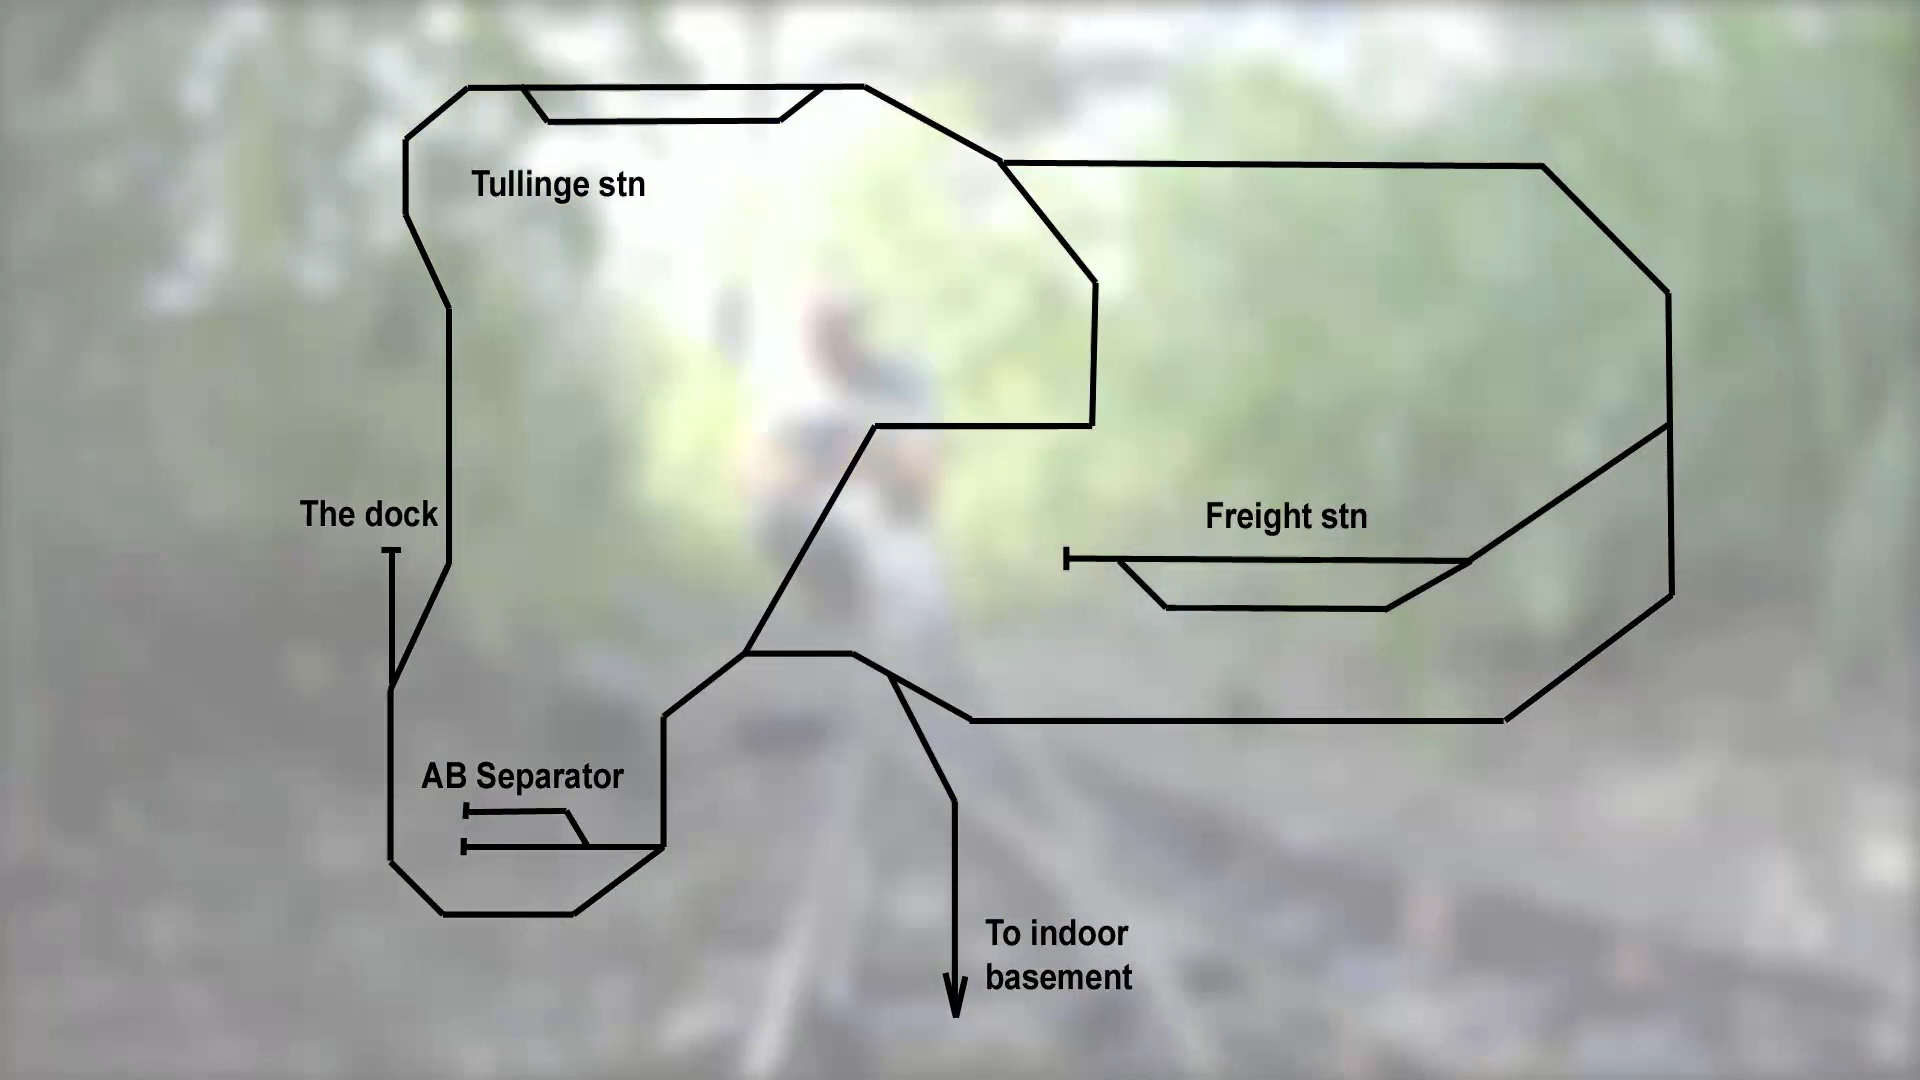 Tullinge stn
The dock
Freight stn
AB Separator
To indoor
basement